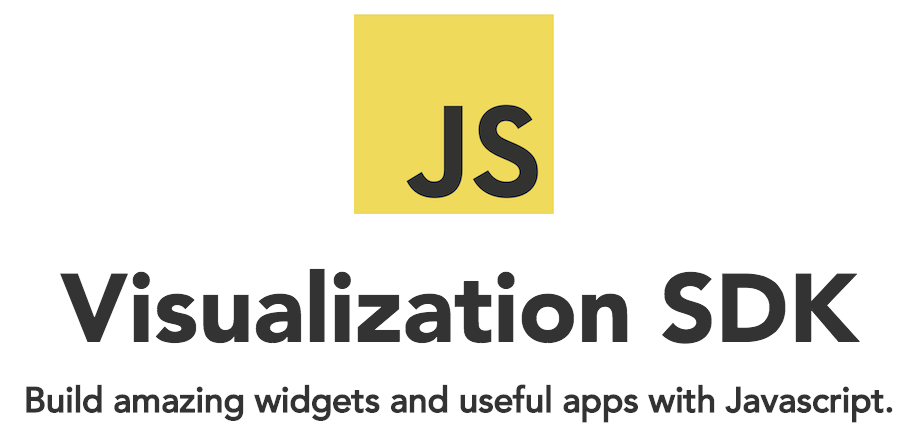 JS
Visualization SDK
Build amazing widgets and useful apps with Javascript.